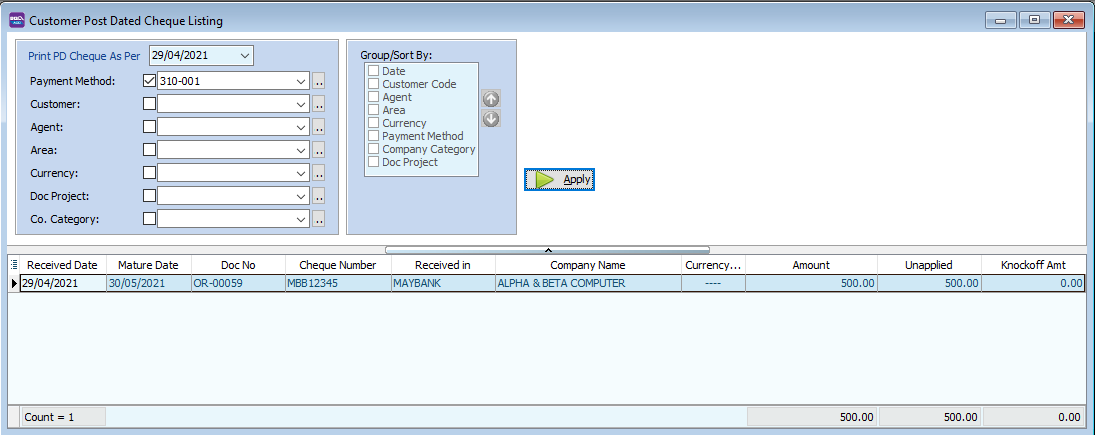 Customer Post Dated Cheque Listing
Print PD Cheque As Per 29/04/2021
Payment Method: 310-001 ..
Customer: ..
Agent: ..
Area: ..
Currency: ..
Doc Project: ..
Co. Category: ..
Group/Sort By:
Date
Customer Code
Agent
Area
Currency
Payment Method
Company Category
Doc Project
Apply
Received Date Mature Date Doc No Cheque Number Received in Company Name Currency... Amount Unapplied Knockoff Amt
29/04/2021 30/05/2021 OR-00059 MBB12345 MAYBANK ALPHA & BETA COMPUTER ---- 500.00 500.00 0.00
Count = 1 500.00 500.00 0.00